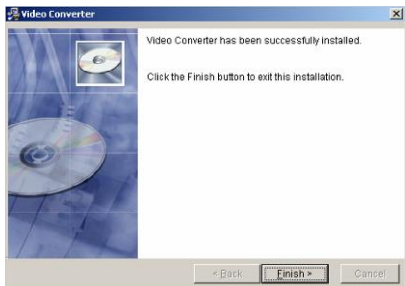 Video Converter
Video Converter has been successfully installed.
Click the Finish button to exit this installation.
< Back
Finish >
Cancel